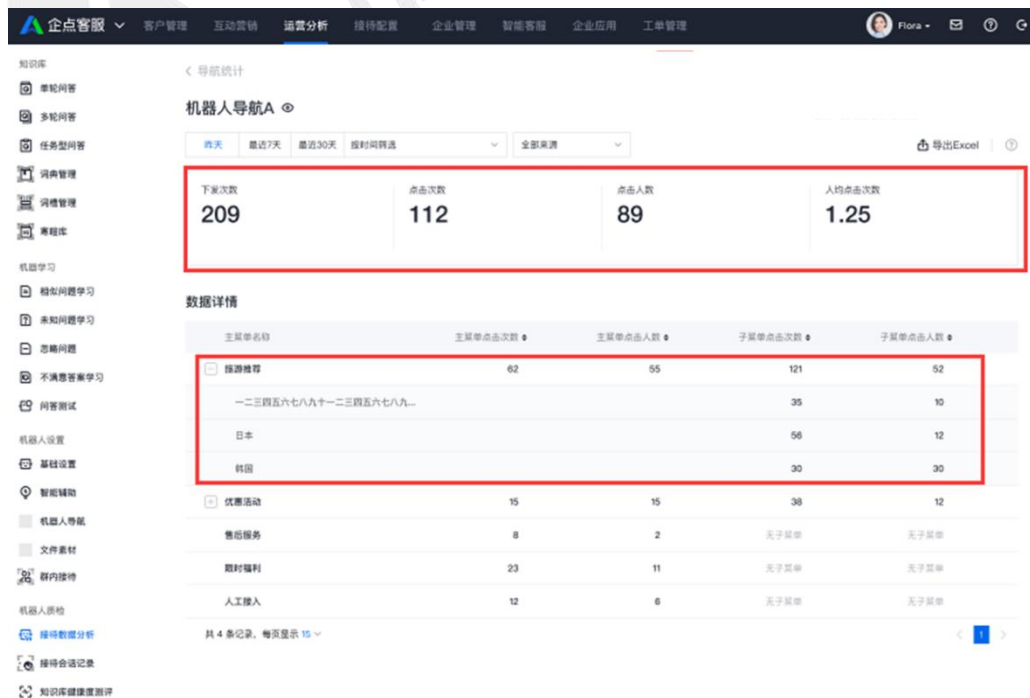 企点客服 客户管理 互动营销 运营分析 接待配置 企业管理 智能客服 企业应用 工单管理 Flora
知识库
单轮问答
多轮问答
任务型问答
词典管理
词槽管理
寒暄库
机器学习
相似问题学习
未知问题学习
忽略问题
不满意答案学习
问答测试
机器人设置
基础设置
智能辅助
机器人导航
文件素材
群内接待
机器人质检
接待数据分析
接待会话记录
知识库健康度测评
导航统计
机器人导航A
昨天 最近7天 最近30天 按时间筛选 全部来源 导出Excel
下发次数 点击次数 点击人数 人均点击次数
209 112 89 1.25
数据详情
主菜单名称 主菜单点击次数 主菜单点击人数 子菜单点击次数 子菜单点击人数
旅游推荐 62 55 121 52
一二三四五六七八九十一二三四五六七八九... 35 10
日本 56 12
韩国 30 30
优惠活动 15 15 38 12
售后服务 8 2 无子菜单 无子菜单
限时福利 23 11 无子菜单 无子菜单
人工接入 12 6 无子菜单 无子菜单
共 4 条记录，每页显示 15 1